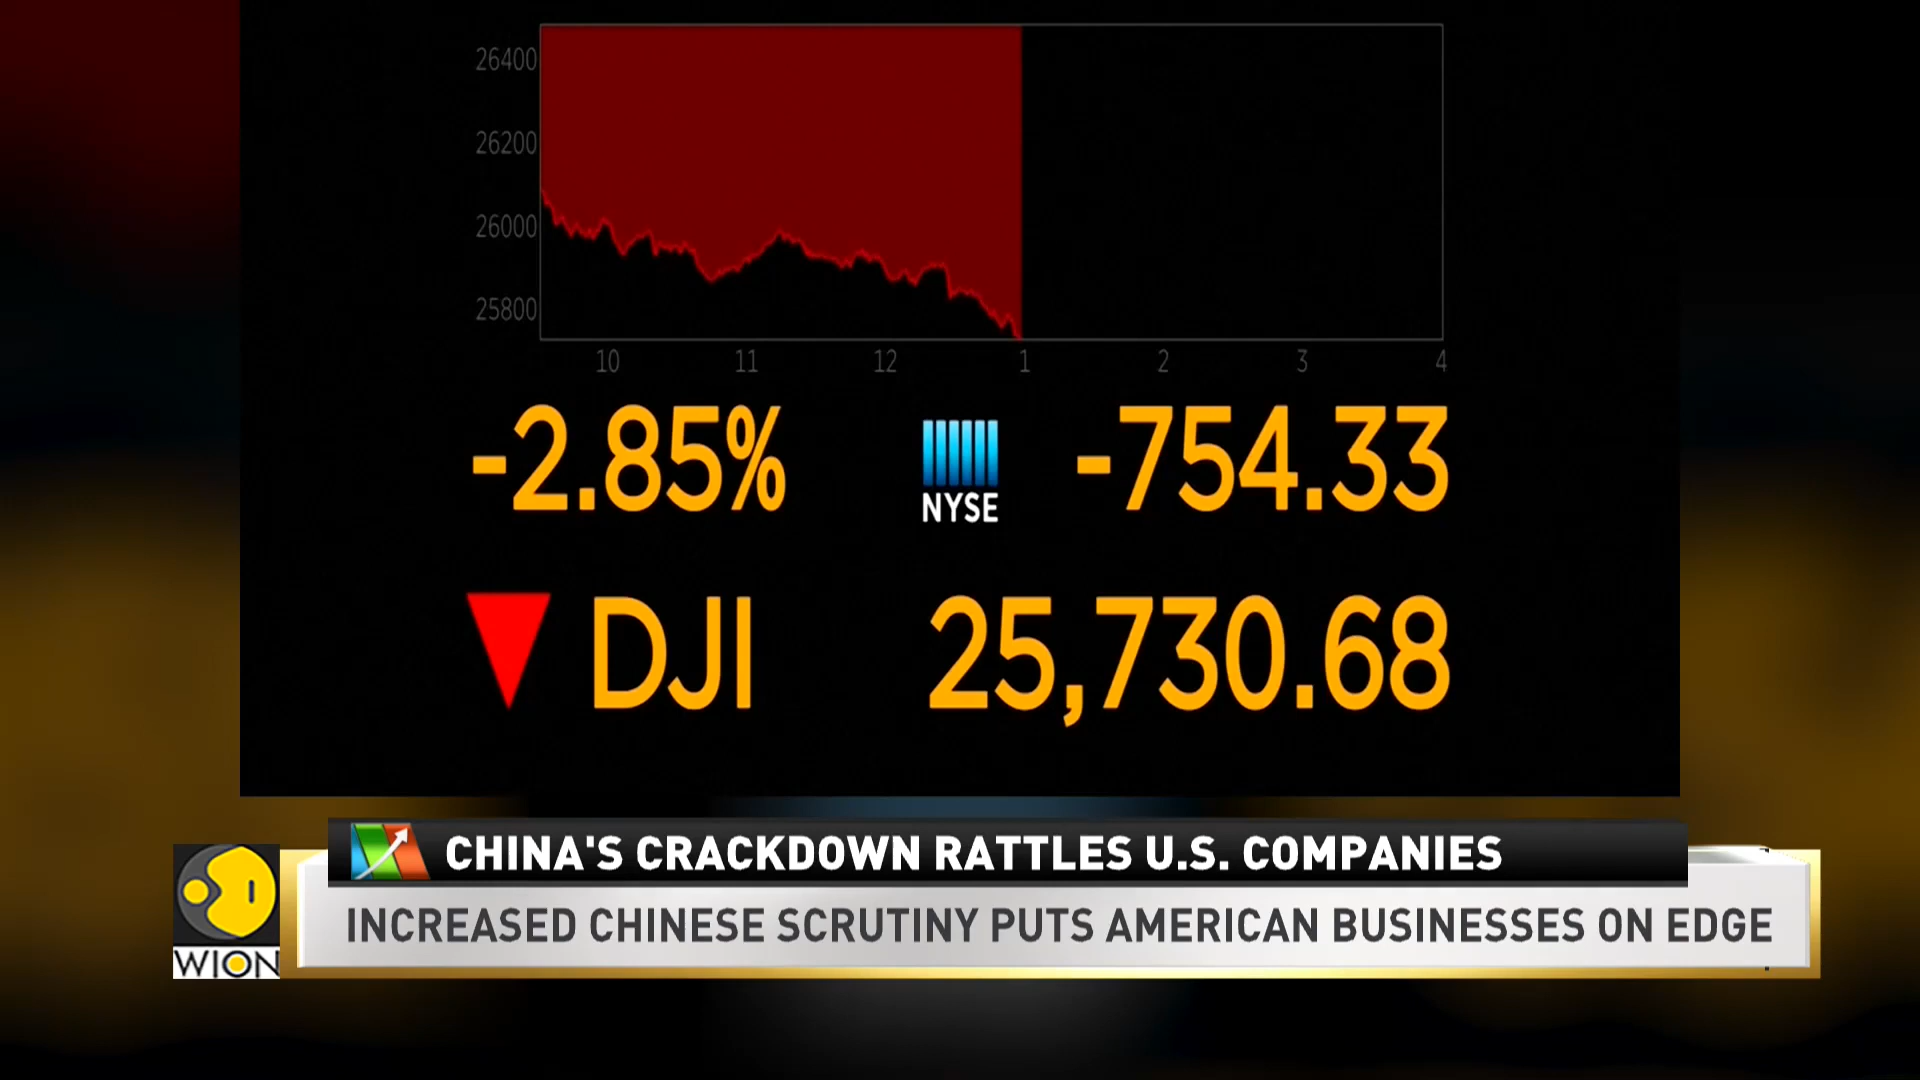 26400
26200
26000
25800
10 11 12 1 2 3 4
-2.85% NYSE -754.33
DJI 25,730.68
CHINA'S CRACKDOWN RATTLES U.S. COMPANIES
INCREASED CHINESE SCRUTINY PUTS AMERICAN BUSINESSES ON EDGE
WION